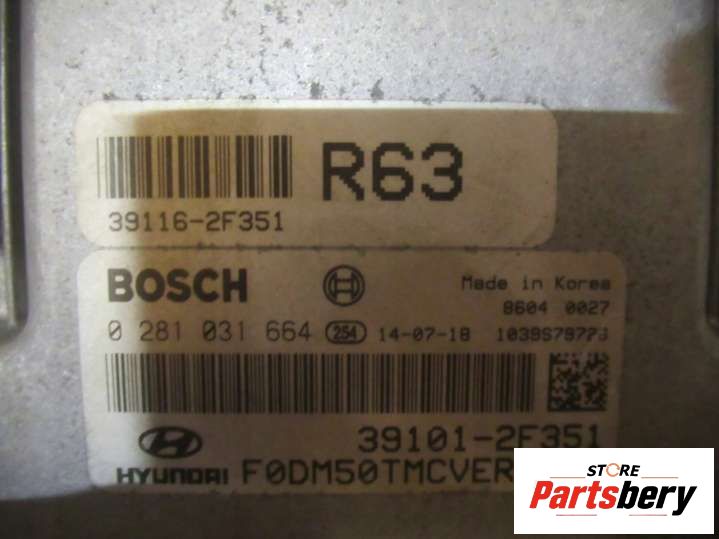 R63
39116-2F351
BOSCH
Made in Korea
8604 0027
0 281 031 664 254 14-07-18
39101-2F351
HYUNDAI F0DM50TMCVER
STORE
Partsbery